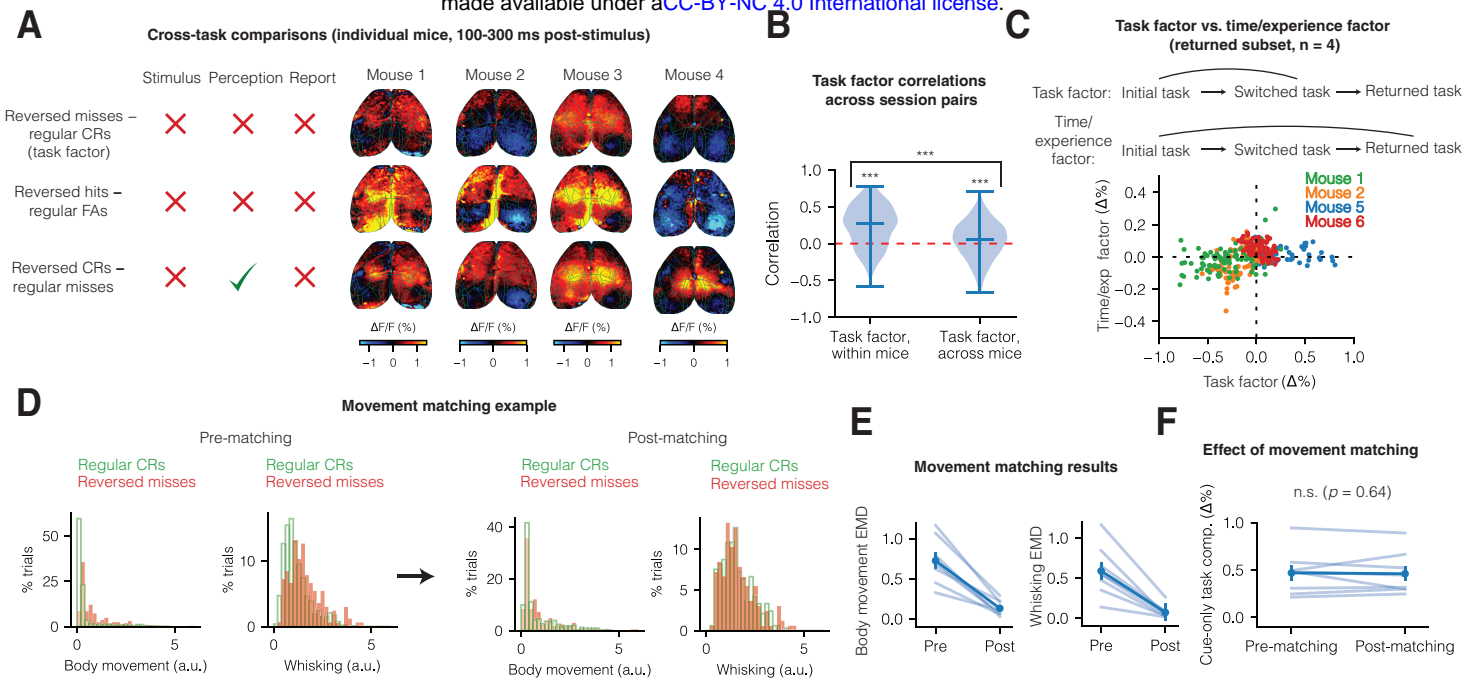 made available under aCC-BY-NC 4.0 International license.
A
Cross-task comparisons (individual mice, 100-300 ms post-stimulus)
Stimulus Perception Report Mouse 1 Mouse 2 Mouse 3 Mouse 4
Reversed misses –
regular CRs
(task factor)
Reversed hits –
regular FAs
Reversed CRs –
regular misses
ΔF/F (%) ΔF/F (%) ΔF/F (%) ΔF/F (%)
−1 0 1 −1 0 1 −1 0 1 −1 0 1
B
Task factor correlations
across session pairs
***
*** ***
Correlation
1.0
0.5
0.0
−0.5
−1.0
Task factor,
within mice
Task factor,
across mice
C
Task factor vs. time/experience factor
(returned subset, n = 4)
Task factor: Initial task Switched task Returned task
Time/
experience
factor:
Initial task Switched task Returned task
Mouse 1
Mouse 2
Mouse 5
Mouse 6
Time/exp factor (Δ%)
0.4
0.2
0.0
−0.2
−0.4
−1.0 −0.5 0.0 0.5 1.0
Task factor (Δ%)
D
Movement matching example
Pre-matching
Post-matching
Regular CRs
Reversed misses
Regular CRs
Reversed misses
Regular CRs
Reversed misses
Regular CRs
Reversed misses
% trials
50
25
0
0 5
Body movement (a.u.)
% trials
10
0
0 5
Whisking (a.u.)
% trials
40
20
0
0 5
Body movement (a.u.)
% trials
10
5
0
0 5
Whisking (a.u.)
E
Movement matching results
Body movement EMD
1.0
0.5
0.0
Pre Post
Whisking EMD
1.0
0.5
0.0
Pre Post
F
Effect of movement matching
n.s. (p = 0.64)
Cue-only task comp. (Δ%)
1.0
0.5
0.0
Pre-matching Post-matching